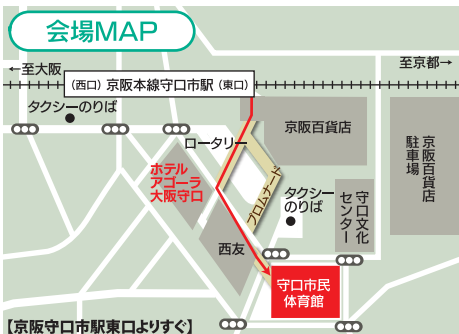 会場MAP
←至大阪
至京都→
(西口) 京阪本線守口市駅 (東口)
タクシーのりば
ロータリー
京阪百貨店
京阪百貨店
駐車場
ホテル
アゴーラ
大阪守口
プロムナード
タクシー
のりば
守口文化
センター
西友
守口市民
体育館
【京阪守口市駅東口よりすぐ】